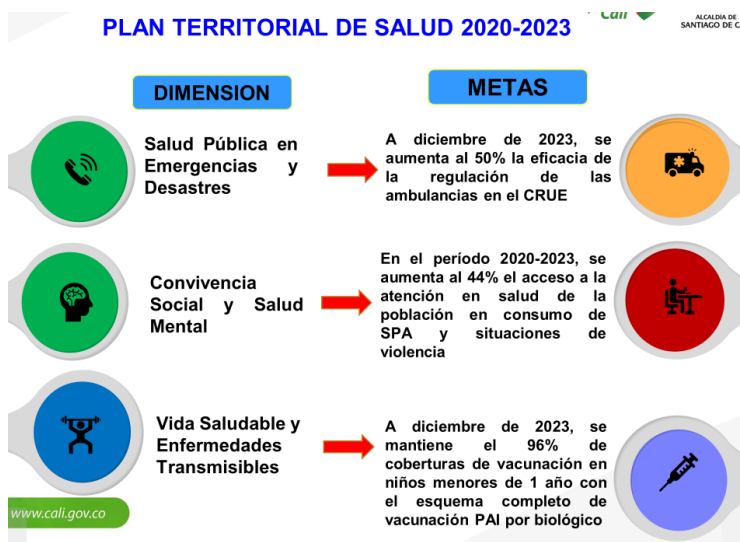 Cali
ALCALDÍA DE
SANTIAGO DE
PLAN TERRITORIAL DE SALUD 2020-2023
DIMENSION
METAS
Salud Pública en
Emergencias y
Desastres
A diciembre de 2023, se
aumenta al 50% la eficacia de
la regulación de las
ambulancias en el CRUE
Convivencia
Social y Salud
Mental
En el período 2020-2023, se
aumenta al 44% el acceso a la
atención en salud de la
población en consumo de
SPA y situaciones de
violencia
Vida Saludable y
Enfermedades
Transmisibles
A diciembre de 2023, se
mantiene el 96% de
coberturas de vacunación en
niños menores de 1 año con
el esquema completo de
vacunación PAI por biológico
www.cali.gov.co